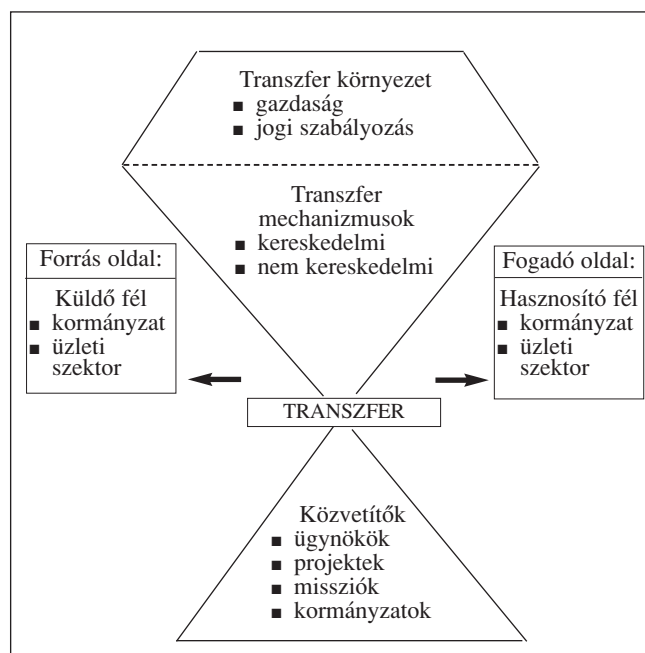 Transzfer környezet
■ gazdaság
■ jogi szabályozás
Transzfer
mechanizmusok
■ kereskedelmi
■ nem kereskedelmi
Forrás oldal:
Küldő fél
■ kormányzat
■ üzleti
szektor
Fogadó oldal:
Hasznosító fél
■ kormányzat
■ üzleti
szektor
TRANSZFER
Közvetítők
■ ügynökök
■ projektek
■ missziók
■ kormányzatok